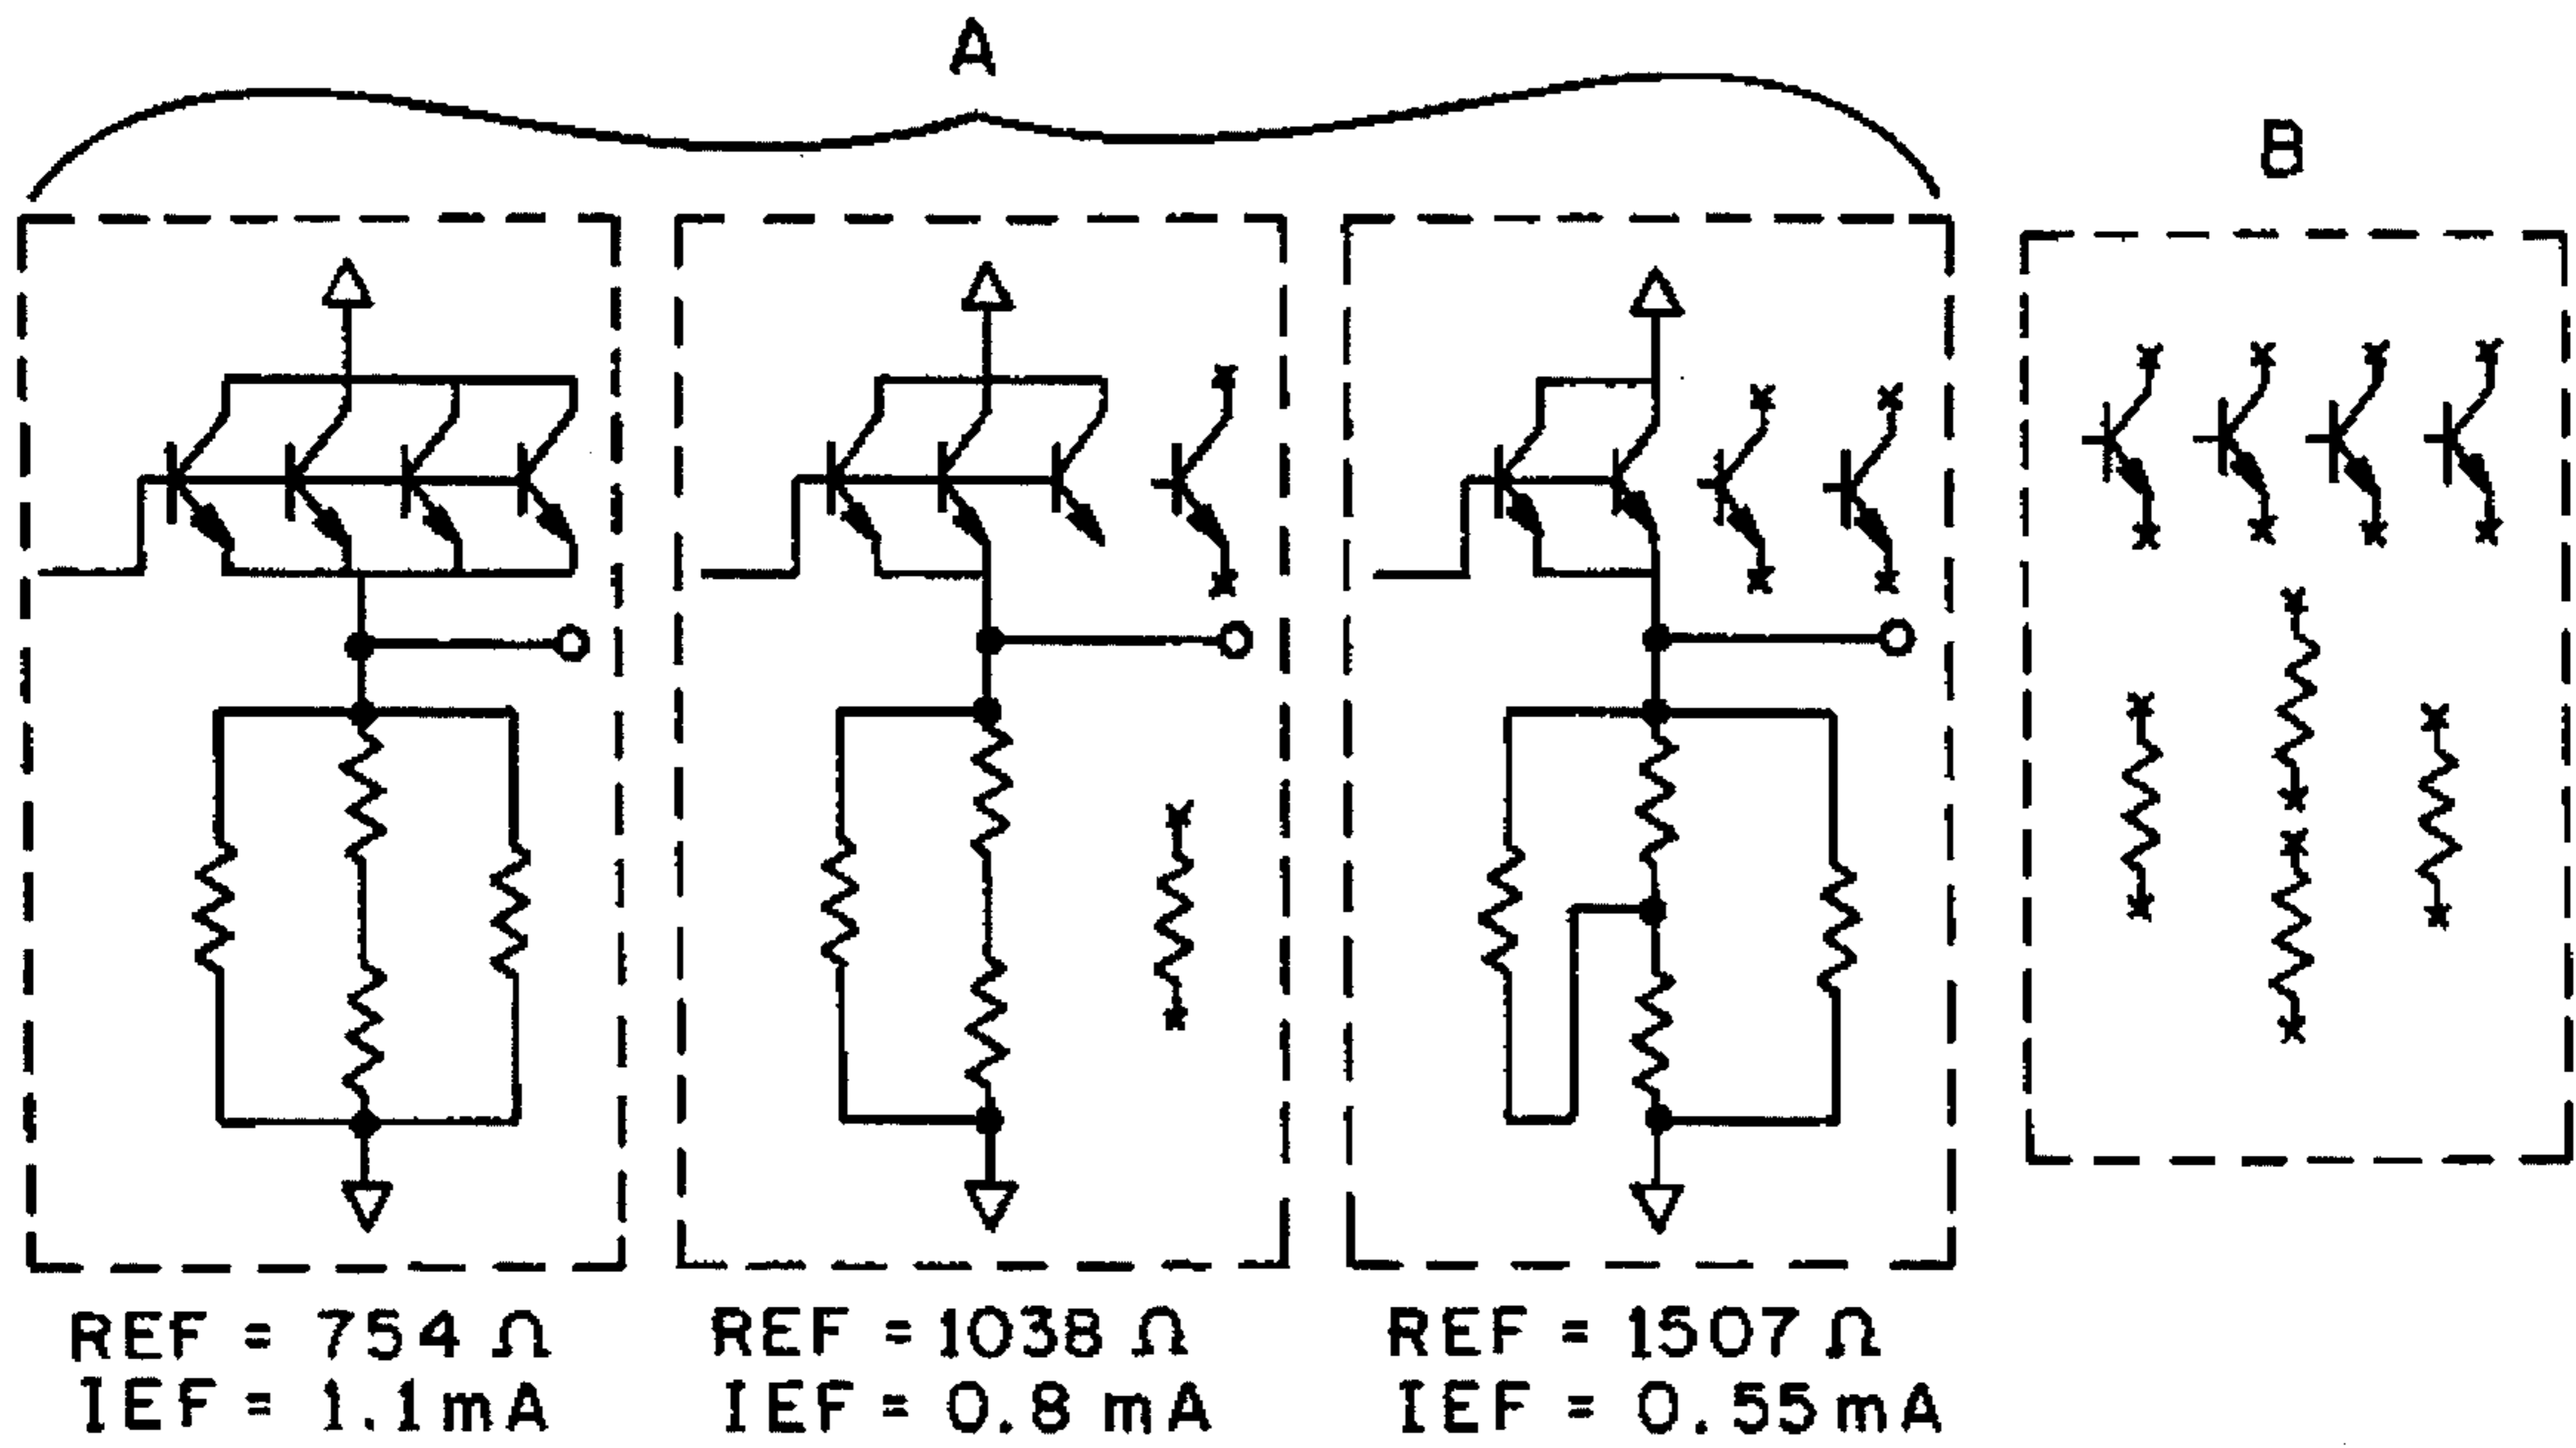 A
B
REF = 754 Ω
IEF = 1.1mA
REF = 1038 Ω
IEF = 0.8 mA
REF = 1507 Ω
IEF = 0.55mA